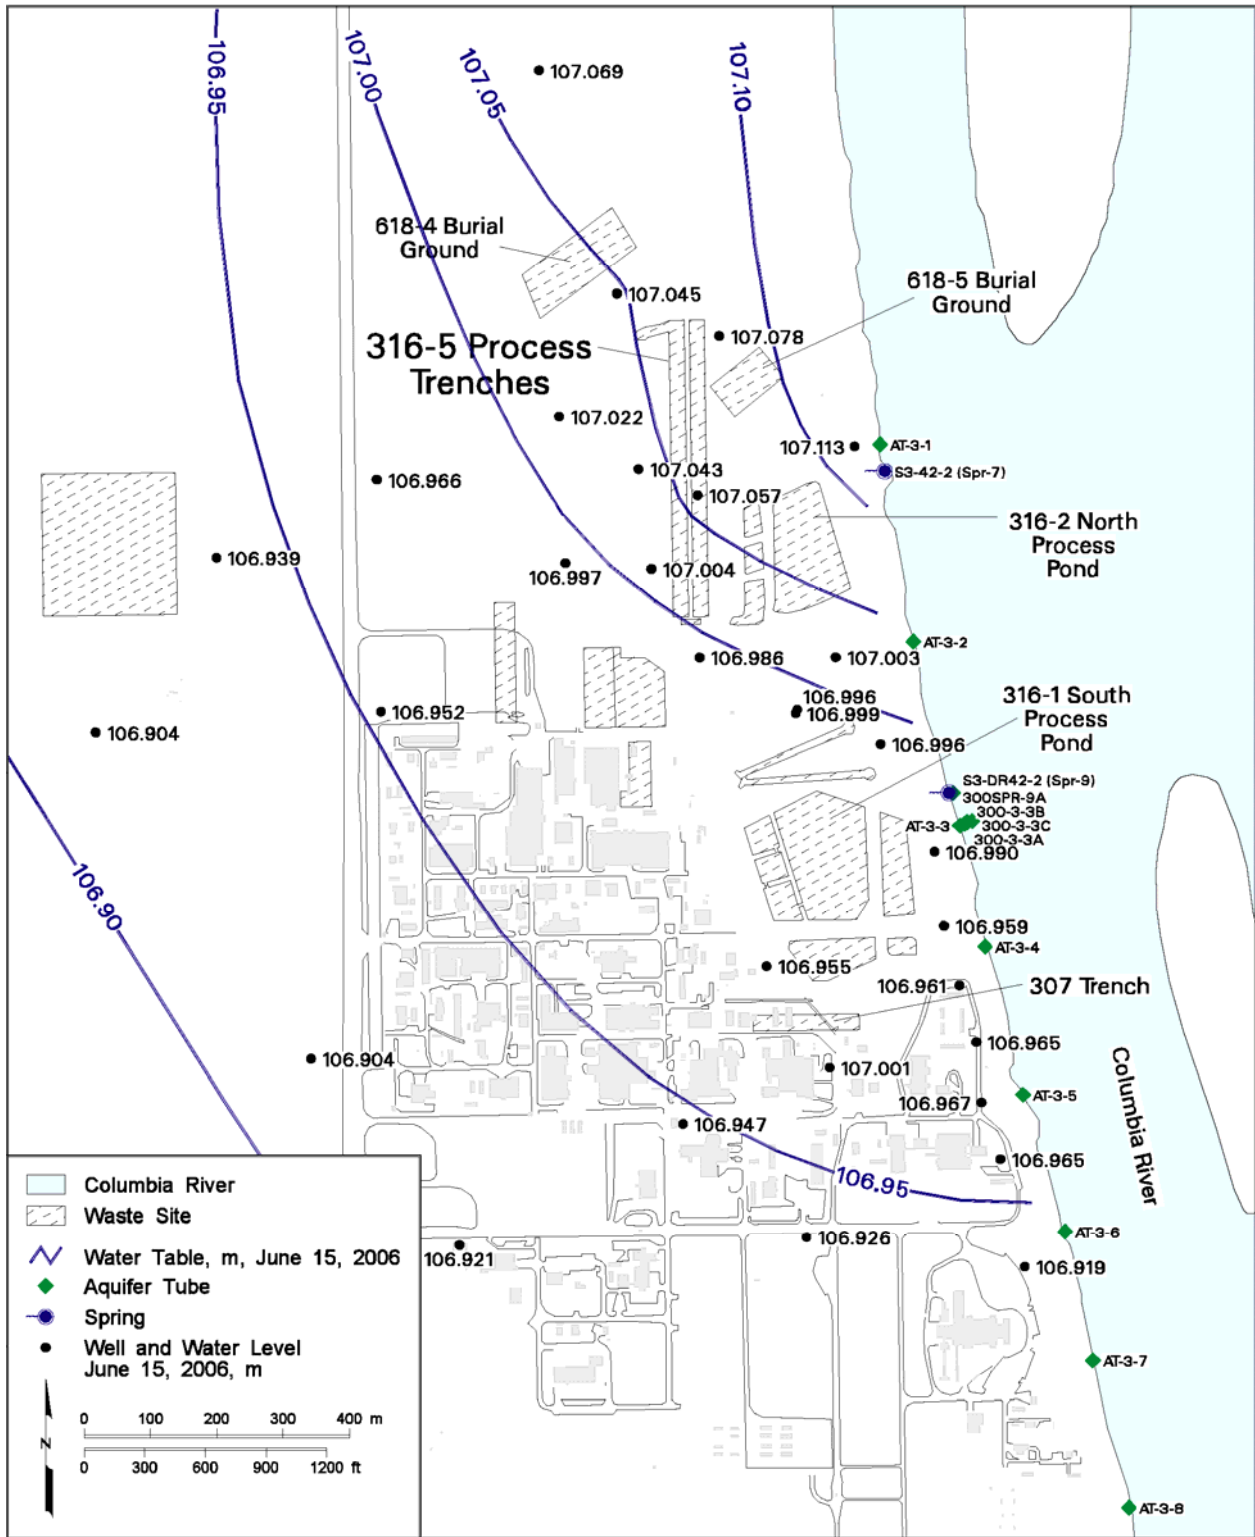 106.95
107.00
107.05
107.10
107.069
618-4 Burial
Ground
107.045
618-5 Burial
Ground
107.078
316-5 Process
Trenches
107.022
107.113
AT-3-1
S3-42-2 (Spr-7)
106.966
107.043
107.057
316-2 North
Process
Pond
106.939
106.997
107.004
AT-3-2
106.986
107.003
106.996
106.999
316-1 South
Process
Pond
106.952
106.904
106.996
S3-DR42-2 (Spr-9)
300SPR-9A
300-3-3B
AT-3-3
300-3-3C
300-3-3A
106.990
106.90
106.959
AT-3-4
106.955
106.961
307 Trench
106.965
106.904
107.001
Columbia River
AT-3-5
106.967
106.947
106.965
106.95
AT-3-6
106.926
106.921
106.919
AT-3-7
AT-3-8
Columbia River
Waste Site
Water Table, m, June 15, 2006
Aquifer Tube
Spring
Well and Water Level
June 15, 2006, m
N
0 100 200 300 400 m
0 300 600 900 1200 ft